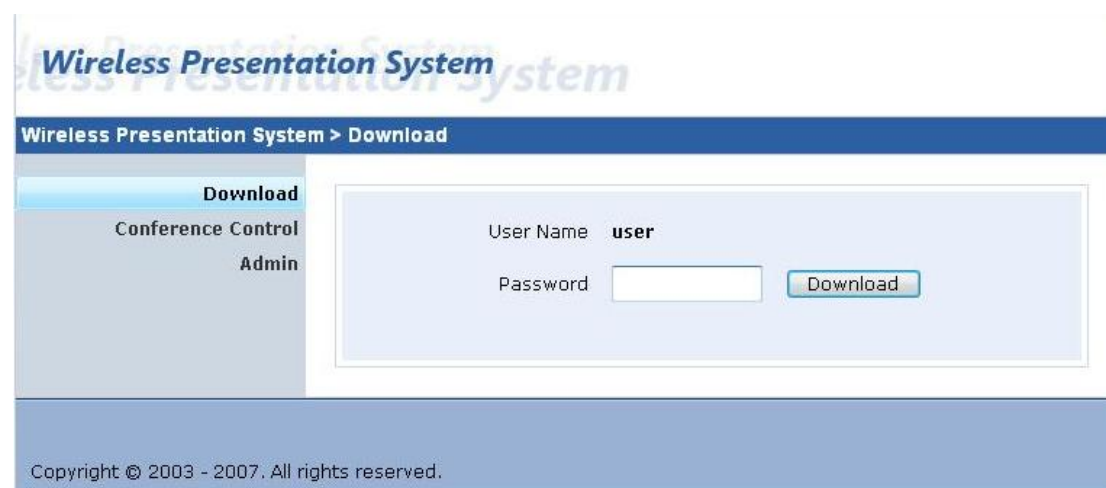 Wireless Presentation System
Wireless Presentation System > Download
Download
Conference Control
Admin
User Name user
Password Download
Copyright © 2003 - 2007. All rights reserved.